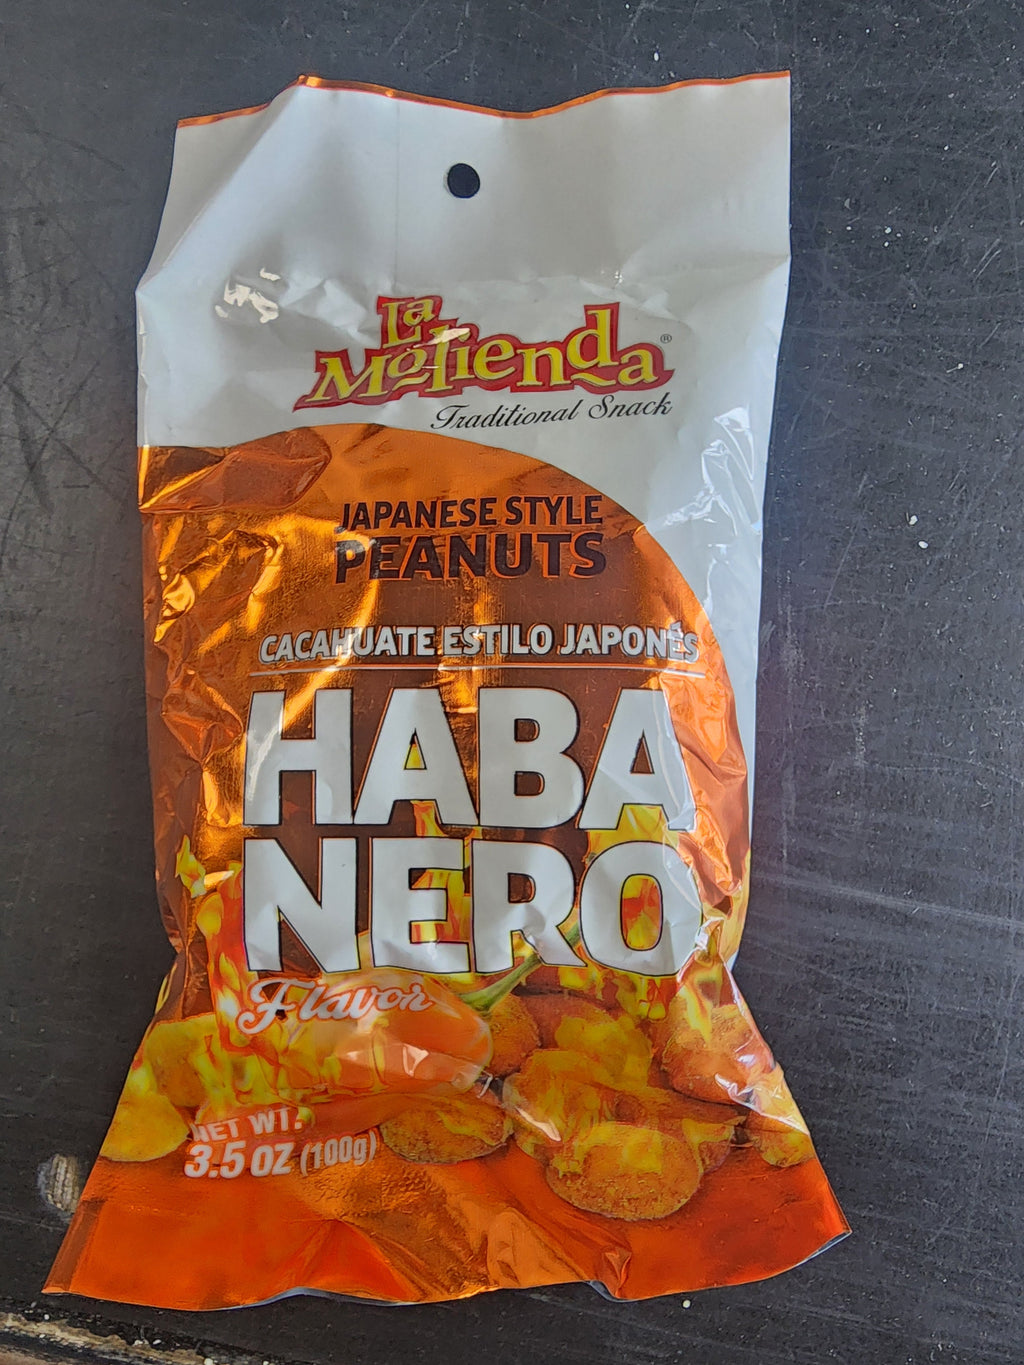 La
Molienda®
Traditional Snack
JAPANESE STYLE
PEANUTS
CACAHUATE ESTILO JAPONÉS
HABA
NERO
Flavor
NET WT.
3.5 OZ (100g)